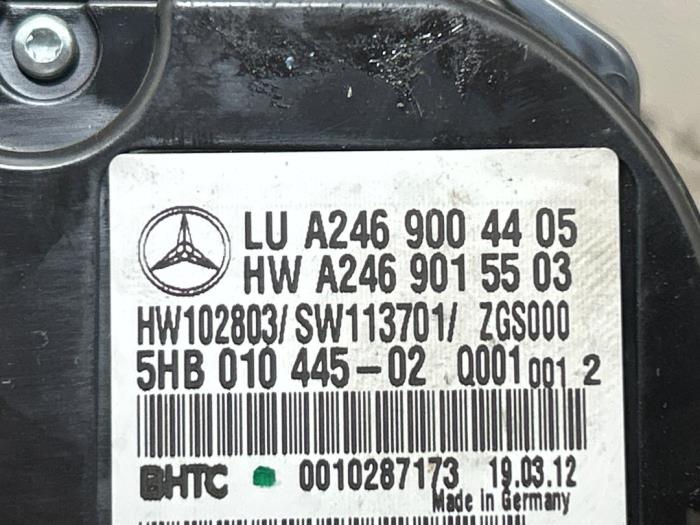 LU A246 900 44 05
HW A246 901 55 03
HW102803/ SW113701/ ZGS000
5HB 010 445-02 Q001 001 2
BHTC 0010287173 19.03.12
Made in Germany